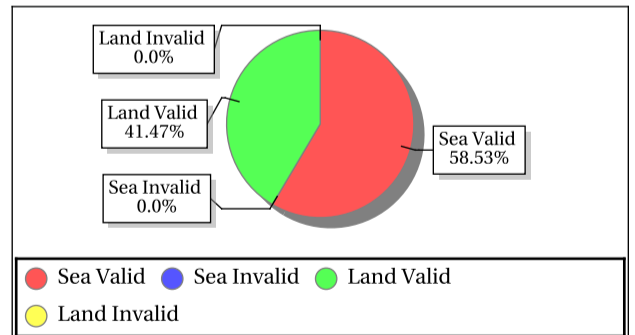 Land Invalid
0.0%
Land Valid
41.47%
Sea Valid
58.53%
Sea Invalid
0.0%
Sea Valid Sea Invalid Land Valid
Land Invalid